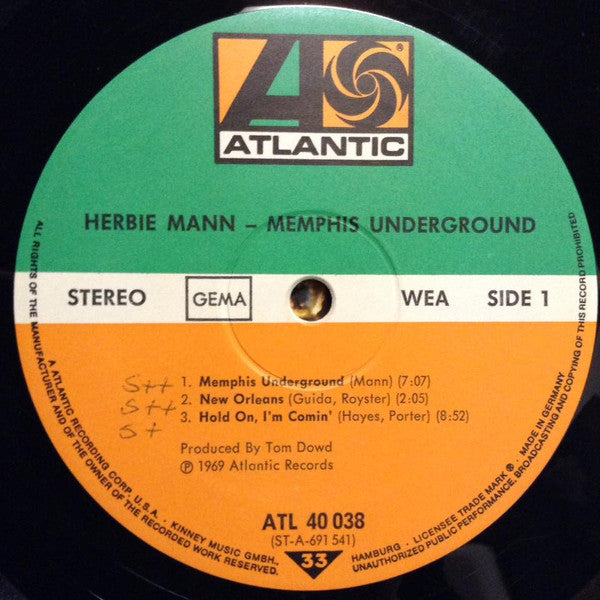 ATLANTIC
®
HERBIE MANN – MEMPHIS UNDERGROUND
STEREO GEMA WEA SIDE 1
S++ 1. Memphis Underground (Mann) (7:07)
S++ 2. New Orleans (Guida, Royster) (2:05)
S+ 3. Hold On, I'm Comin' (Hayes, Porter) (8:52)
Produced By Tom Dowd
℗ 1969 Atlantic Records
ATL 40 038
(ST-A-691 541)
33
ALL RIGHTS OF THE MANUFACTURER AND OF THE OWNER OF THE RECORDED WORK RESERVED.
A ATLANTIC RECORDING CORP. U.S.A. · KINNEY MUSIC GMBH.,
HAMBURG · LICENSEE TRADE MARK ® · MADE IN GERMANY
UNAUTHORIZED PUBLIC PERFORMANCE, BROADCASTING AND COPYING OF THIS RECORD PROHIBITED